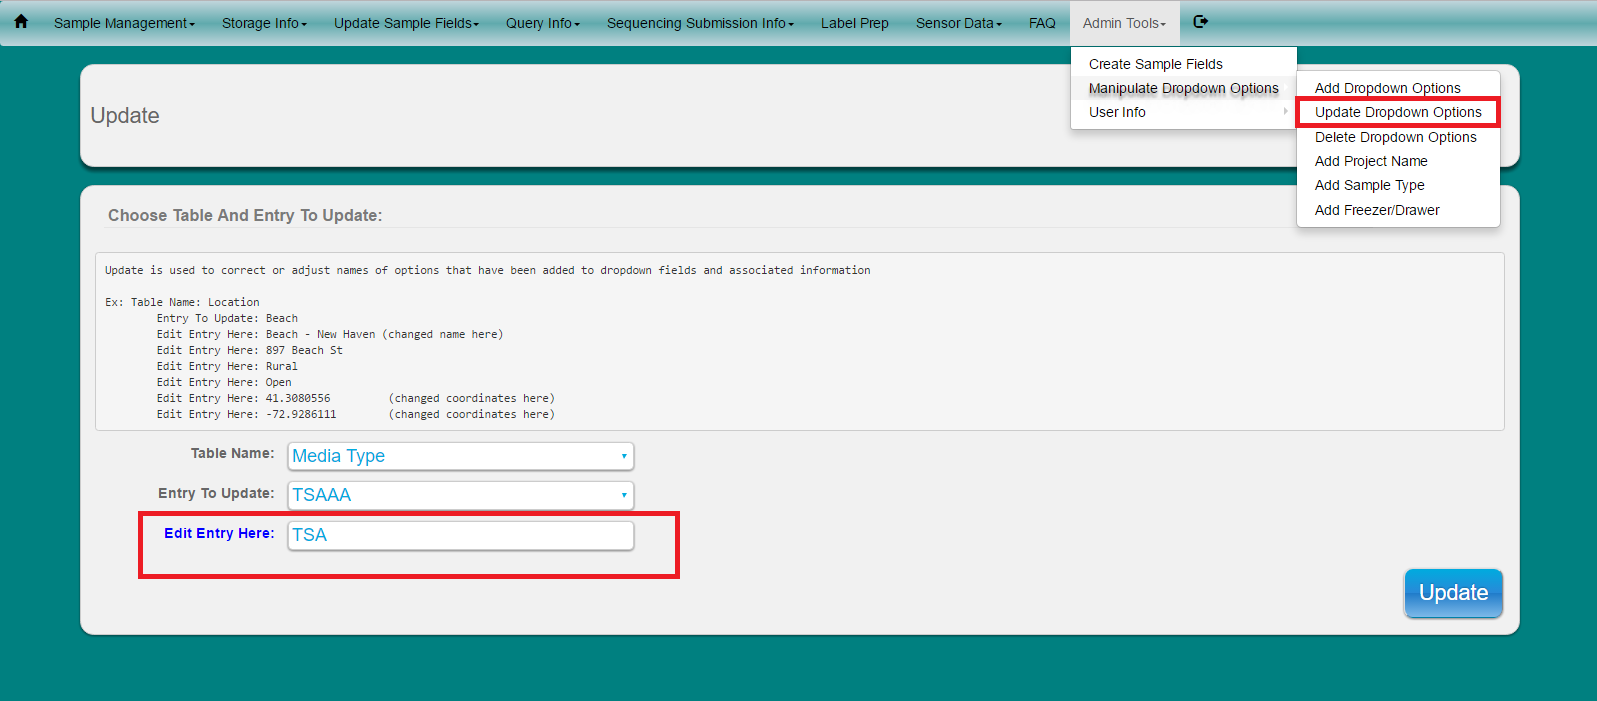 Sample Management Storage Info Update Sample Fields Query Info Sequencing Submission Info Label Prep Sensor Data FAQ Admin Tools
Create Sample Fields
Manipulate Dropdown Options
User Info
Add Dropdown Options
Update Dropdown Options
Delete Dropdown Options
Add Project Name
Add Sample Type
Add Freezer/Drawer
Update
Choose Table And Entry To Update:
Update is used to correct or adjust names of options that have been added to dropdown fields and associated information
Ex: Table Name: Location
Entry To Update: Beach
Edit Entry Here: Beach - New Haven (changed name here)
Edit Entry Here: 897 Beach St
Edit Entry Here: Rural
Edit Entry Here: Open
Edit Entry Here: 41.3080556 (changed coordinates here)
Edit Entry Here: -72.9286111 (changed coordinates here)
Table Name: Media Type
Entry To Update: TSAAA
Edit Entry Here: TSA
Update